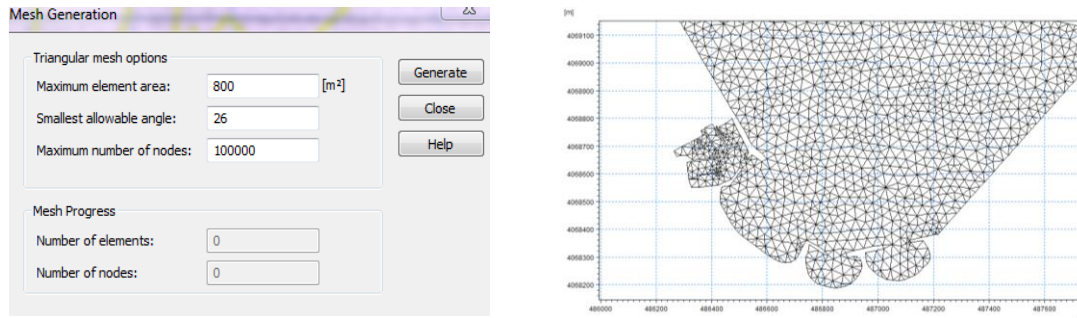 Mesh Generation
Triangular mesh options
Maximum element area: 800 [m²]
Smallest allowable angle: 26
Maximum number of nodes: 100000
Generate
Close
Help
Mesh Progress
Number of elements: 0
Number of nodes: 0
[m]
4069100
4069000
4068900
4068800
4068700
4068600
4068500
4068400
4068300
4068200
486000 486200 486400 486600 486800 487000 487200 487400 487600